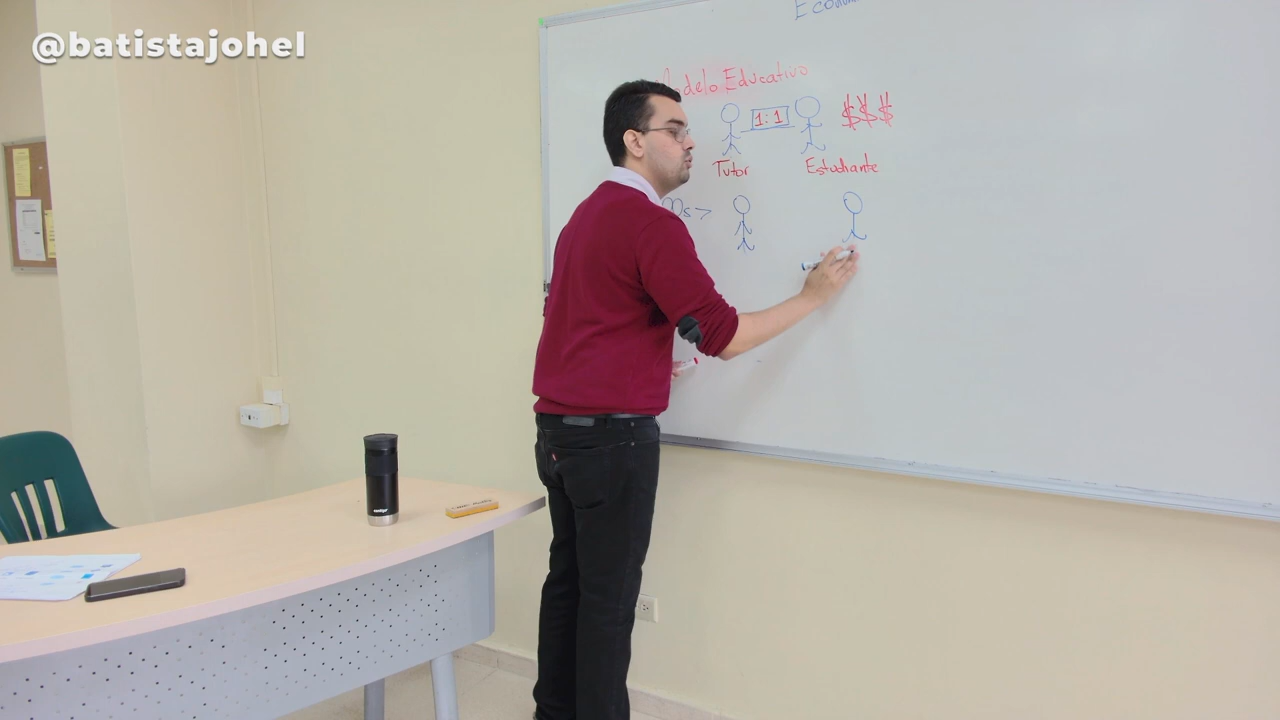 @batistajohel
Modelo Educativo
1:1
$$$
Tutor
Estudiante